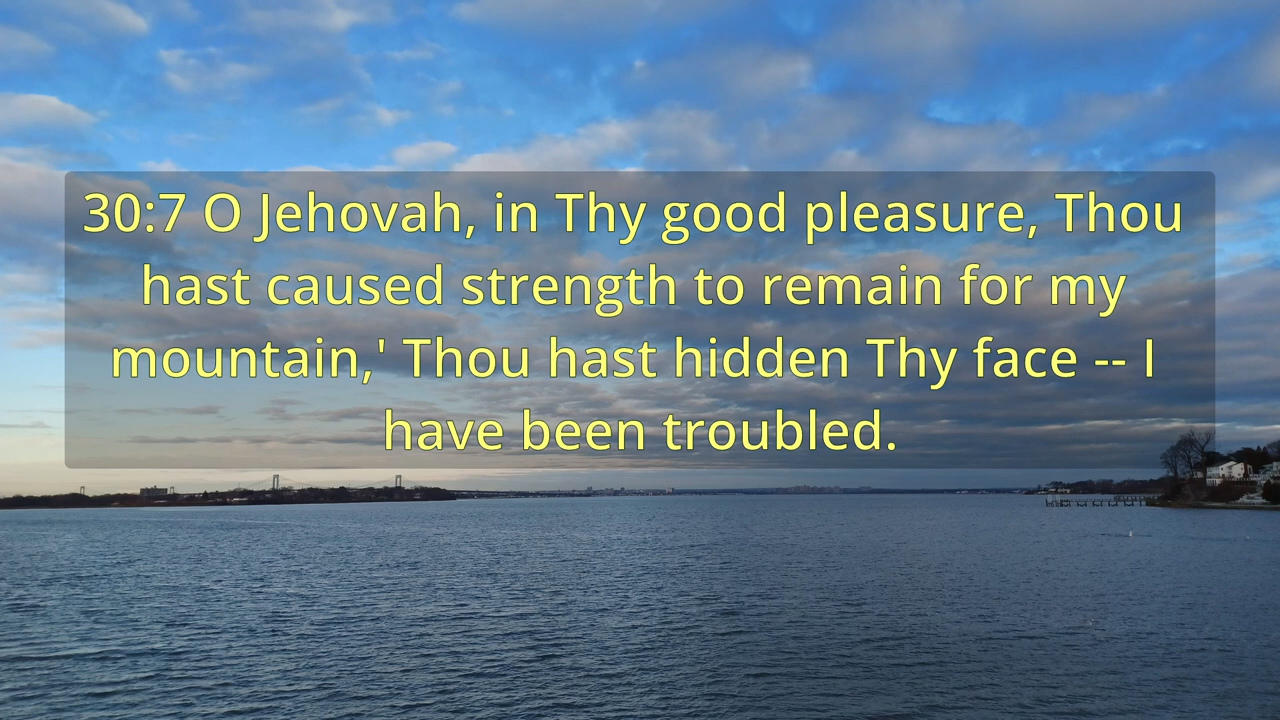 30:7 O Jehovah, in Thy good pleasure, Thou
hast caused strength to remain for my
mountain,' Thou hast hidden Thy face -- I
have been troubled.